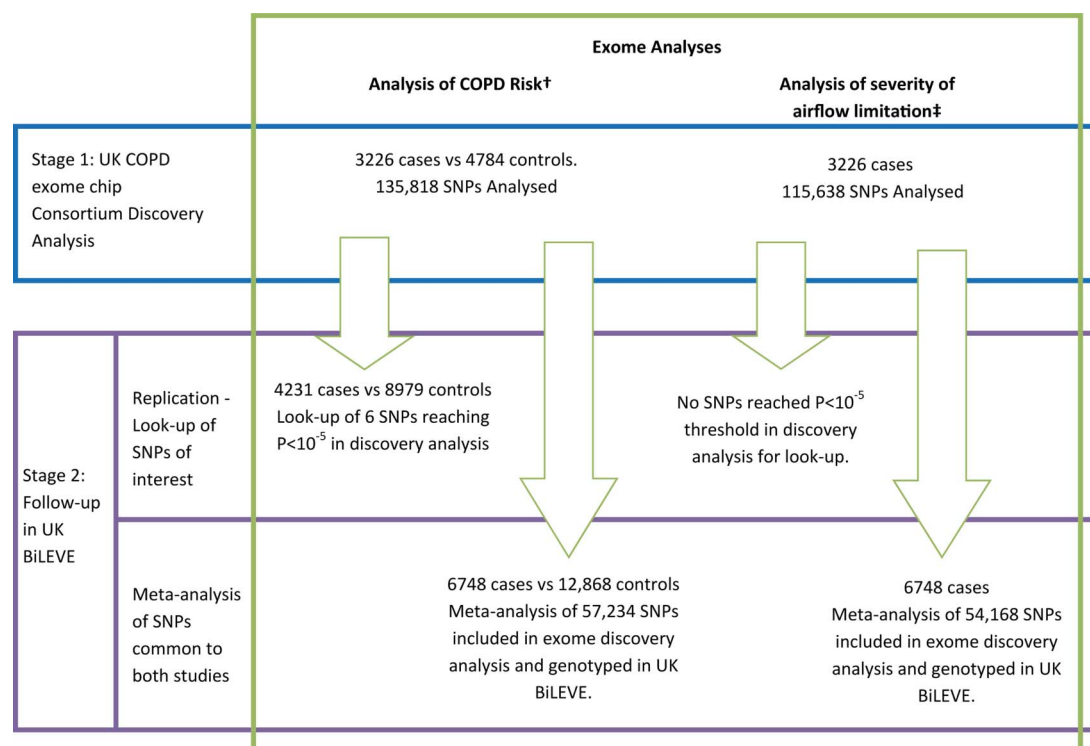 Exome Analyses
Analysis of COPD Risk†
Analysis of severity of
airflow limitation‡
Stage 1: UK COPD
exome chip
Consortium Discovery
Analysis
3226 cases vs 4784 controls.
135,818 SNPs Analysed
3226 cases
115,638 SNPs Analysed
Stage 2:
Follow-up
in UK
BiLEVE
Replication -
Look-up of
SNPs of
interest
4231 cases vs 8979 controls
Look-up of 6 SNPs reaching
P<10⁻⁵ in discovery analysis
No SNPs reached P<10⁻⁵
threshold in discovery
analysis for look-up.
Meta-analysis
of SNPs
common to
both studies
6748 cases vs 12,868 controls
Meta-analysis of 57,234 SNPs
included in exome discovery
analysis and genotyped in UK
BiLEVE.
6748 cases
Meta-analysis of 54,168 SNPs
included in exome discovery
analysis and genotyped in UK
BiLEVE.